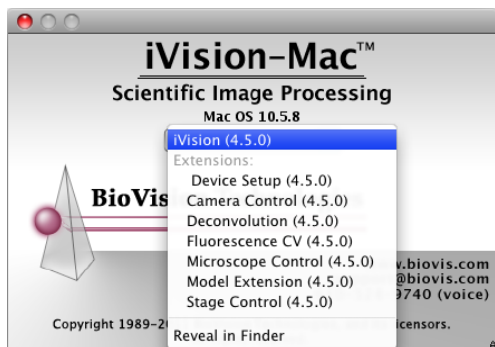 iVision-Mac™
Scientific Image Processing
Mac OS 10.5.8
iVision (4.5.0)
Extensions:
Device Setup (4.5.0)
Camera Control (4.5.0)
Deconvolution (4.5.0)
Fluorescence CV (4.5.0)
Microscope Control (4.5.0)
Model Extension (4.5.0)
Stage Control (4.5.0)
Reveal in Finder
BioVis
.biovis.com
@biovis.com
9740 (voice)
Copyright 1989-2